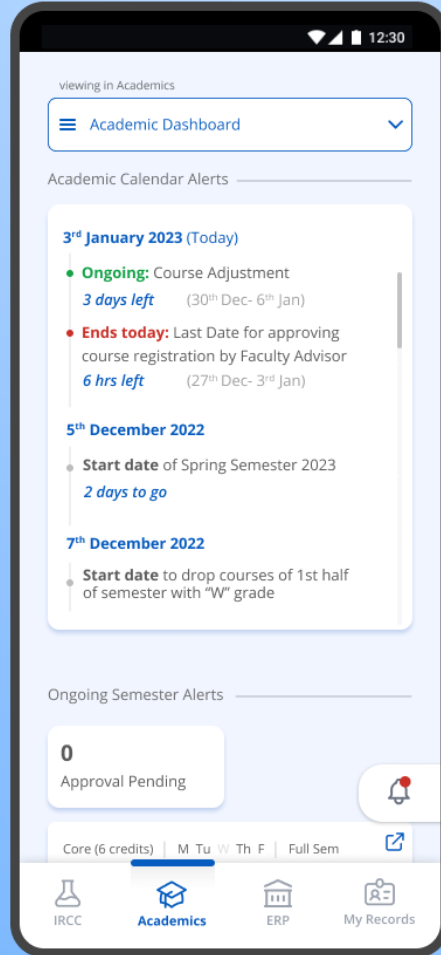 12:30
viewing in Academics
Academic Dashboard
Academic Calendar Alerts
3rd January 2023 (Today)
Ongoing: Course Adjustment
3 days left (30th Dec- 6th Jan)
Ends today: Last Date for approving
course registration by Faculty Advisor
6 hrs left (27th Dec- 3rd Jan)
5th December 2022
Start date of Spring Semester 2023
2 days to go
7th December 2022
Start date to drop courses of 1st half
of semester with “W” grade
Ongoing Semester Alerts
0
Approval Pending
Core (6 credits) | M Tu W Th F | Full Sem
IRCC Academics ERP My Records